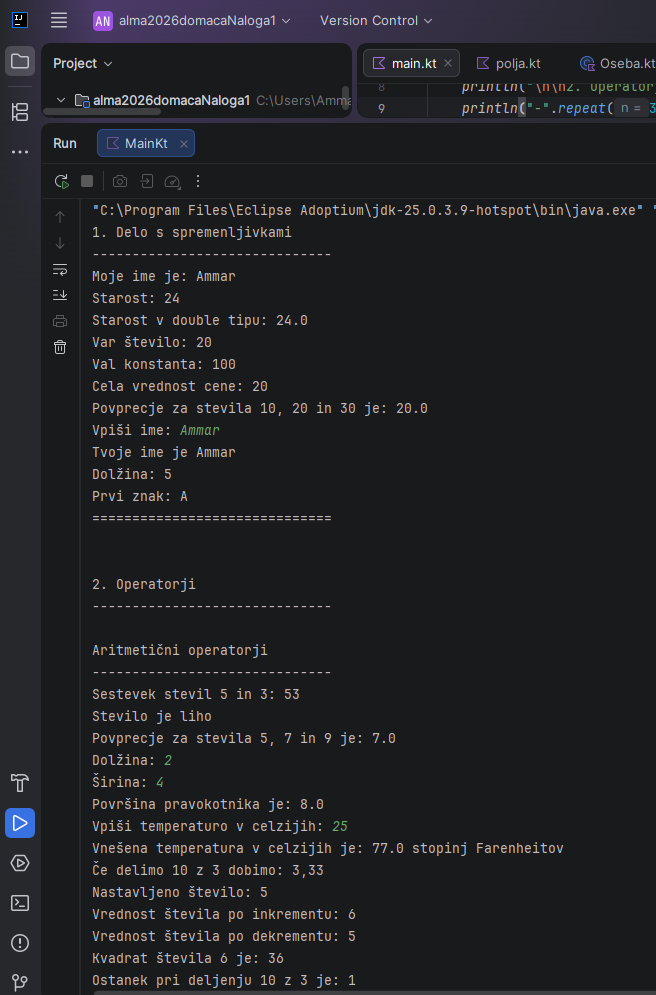 IJ
AN alma2026domacaNaloga1 Version Control
Project
main.kt
polja.kt
Oseba.kt
alma2026domacaNaloga1 C:\Users\Amma
8 println("\n\n2. Operatorj
9 println("-".repeat( n = 3
Run MainKt
"C:\Program Files\Eclipse Adoptium\jdk-25.0.3.9-hotspot\bin\java.exe" "
1. Delo s spremenljivkami
------------------------------
Moje ime je: Ammar
Starost: 24
Starost v double tipu: 24.0
Var število: 20
Val konstanta: 100
Cela vrednost cene: 20
Povprecje za stevila 10, 20 in 30 je: 20.0
Vpiši ime: Ammar
Tvoje ime je Ammar
Dolžina: 5
Prvi znak: A
==============================
2. Operatorji
------------------------------
Aritmetični operatorji
------------------------------
Sestevek stevil 5 in 3: 53
Stevilo je liho
Povprecje za stevila 5, 7 in 9 je: 7.0
Dolžina: 2
Širina: 4
Površina pravokotnika je: 8.0
Vpiši temperaturo v celzijih: 25
Vnešena temperatura v celzijih je: 77.0 stopinj Farenheitov
Če delimo 10 z 3 dobimo: 3,33
Nastavljeno število: 5
Vrednost števila po inkrementu: 6
Vrednost števila po dekrementu: 5
Kvadrat števila 6 je: 36
Ostanek pri deljenju 10 z 3 je: 1